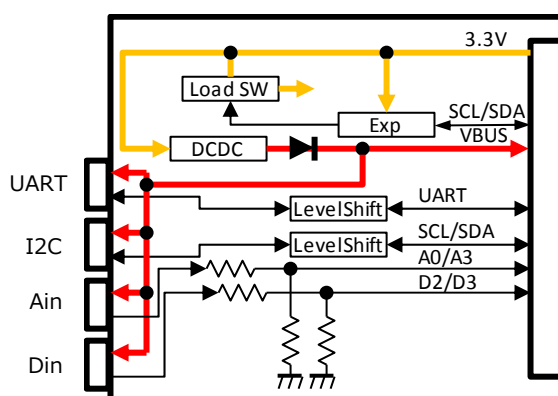 3.3V
Load SW
Exp
SCL/SDA
DCDC
VBUS
UART
LevelShift
UART
I2C
LevelShift
SCL/SDA
A0/A3
Ain
D2/D3
Din